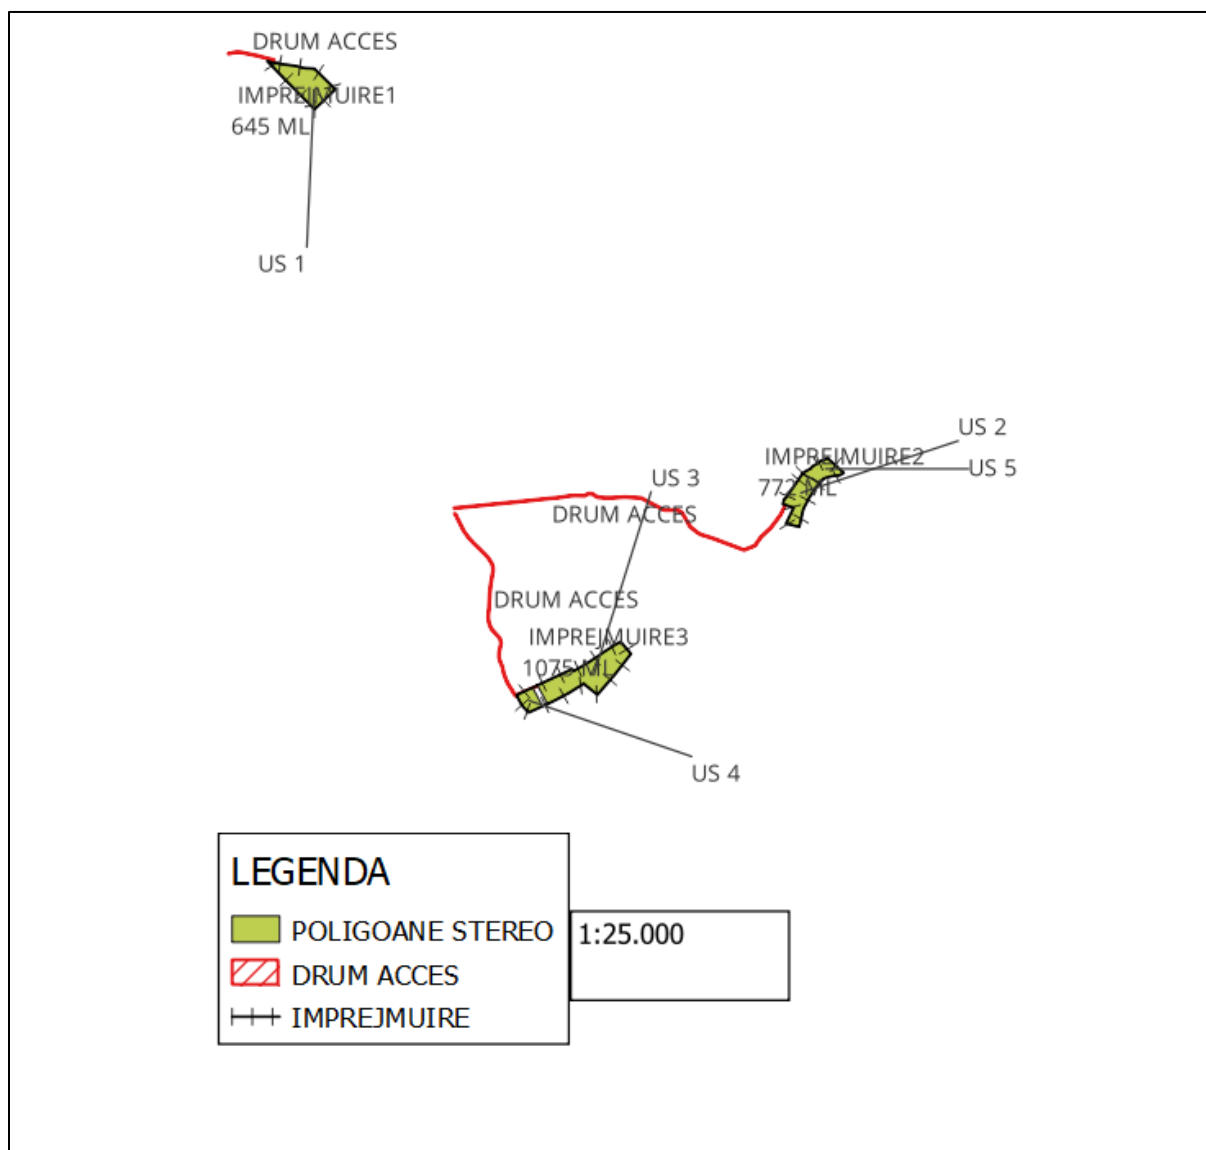 DRUM ACCES
IMPREJMUIRE1
645 ML
US 1
US 2
IMPREJMUIRE2
US 5
US 3
772 ML
DRUM ACCES
DRUM ACCES
IMPREJMUIRE3
1075 ML
US 4
LEGENDA
POLIGOANE STEREO
1:25.000
DRUM ACCES
IMPREJMUIRE